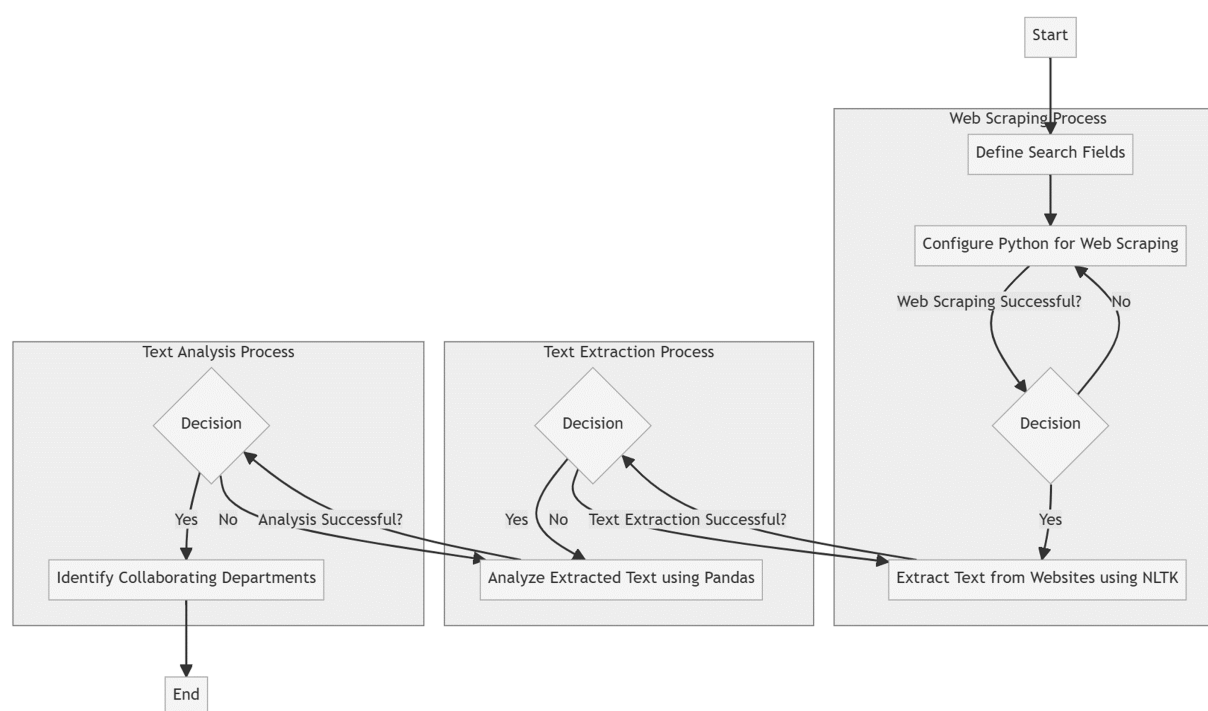 Start
Web Scraping Process
Define Search Fields
Configure Python for Web Scraping
Web Scraping Successful?
No
Decision
Yes
Extract Text from Websites using NLTK
Text Extraction Process
Decision
Yes
No
Text Extraction Successful?
Analyze Extracted Text using Pandas
Text Analysis Process
Decision
Yes
No
Analysis Successful?
Identify Collaborating Departments
End